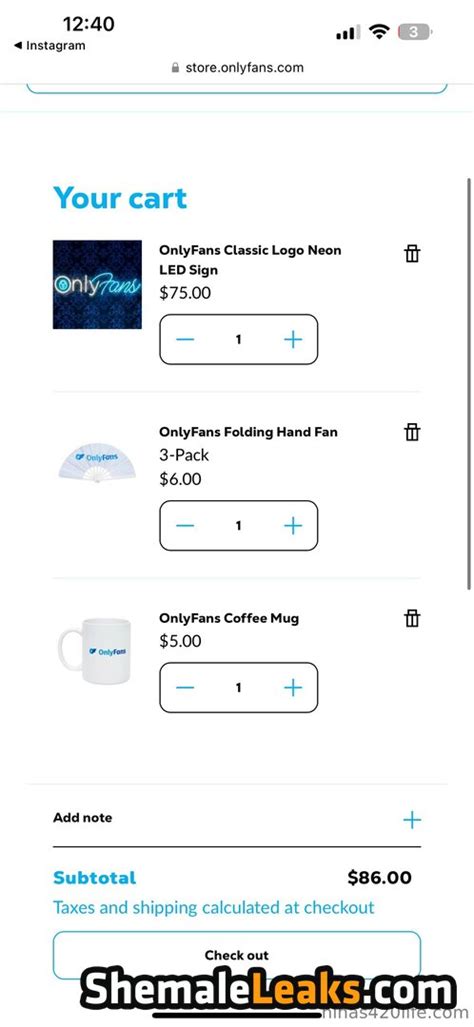 12:40
3
◀ Instagram
store.onlyfans.com
Your cart
OnlyFans
OnlyFans Classic Logo Neon
LED Sign
$75.00
1
OnlyFans
OnlyFans Folding Hand Fan
3-Pack
$6.00
1
OnlyFans
OnlyFans Coffee Mug
$5.00
1
Add note
Subtotal
$86.00
Taxes and shipping calculated at checkout
Check out
ShemaleLeaks.com
ninas420life.com